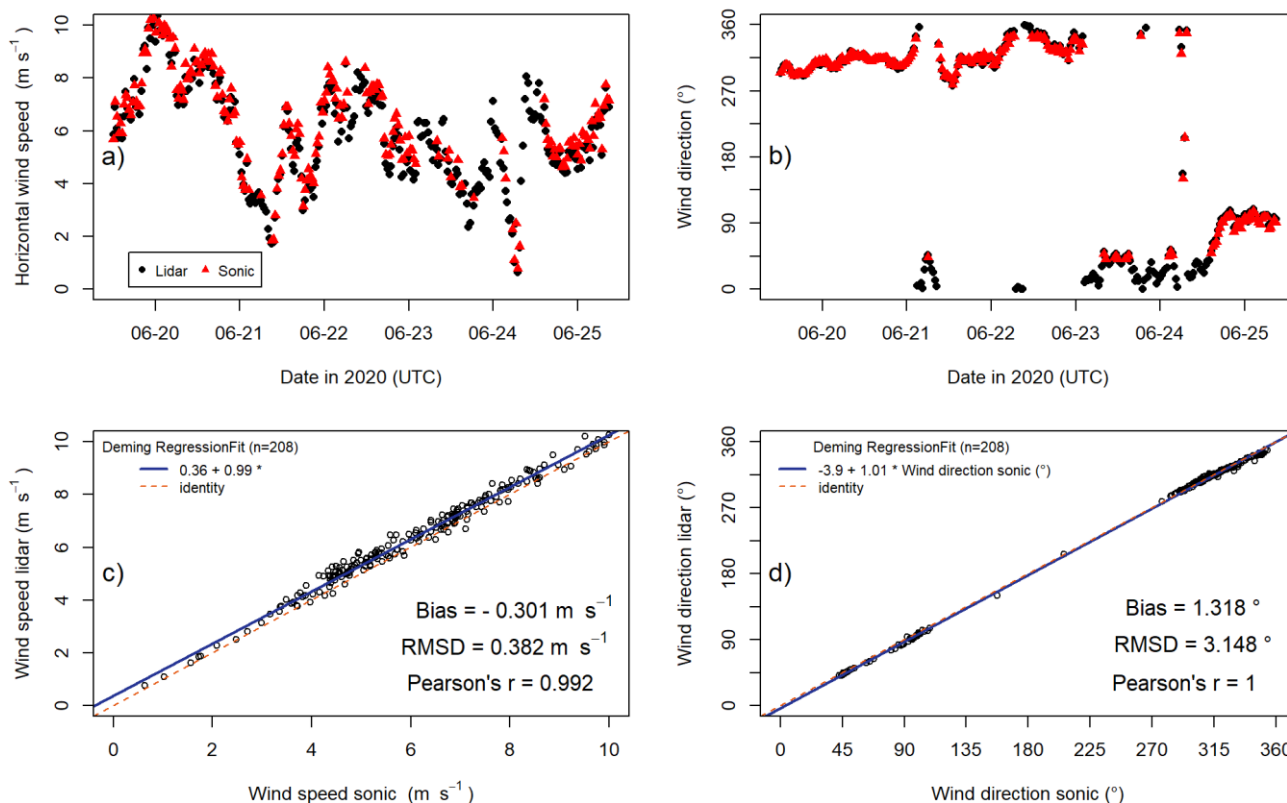 Horizontal wind speed (m s⁻¹)
10
8
6
4
2
0
a)
Lidar Sonic
06-20 06-21 06-22 06-23 06-24 06-25
Date in 2020 (UTC)
Wind direction (°)
360
270
180
90
0
b)
06-20 06-21 06-22 06-23 06-24 06-25
Date in 2020 (UTC)
Wind speed lidar (m s⁻¹)
10
8
6
4
2
0
Deming RegressionFit (n=208)
0.36 + 0.99 *
identity
c)
Bias = - 0.301 m s⁻¹
RMSD = 0.382 m s⁻¹
Pearson's r = 0.992
0 2 4 6 8 10
Wind speed sonic (m s⁻¹)
Wind direction lidar (°)
360
270
180
90
0
Deming RegressionFit (n=208)
-3.9 + 1.01 * Wind direction sonic (°)
identity
d)
Bias = 1.318 °
RMSD = 3.148 °
Pearson's r = 1
0 45 90 135 180 225 270 315 360
Wind direction sonic (°)